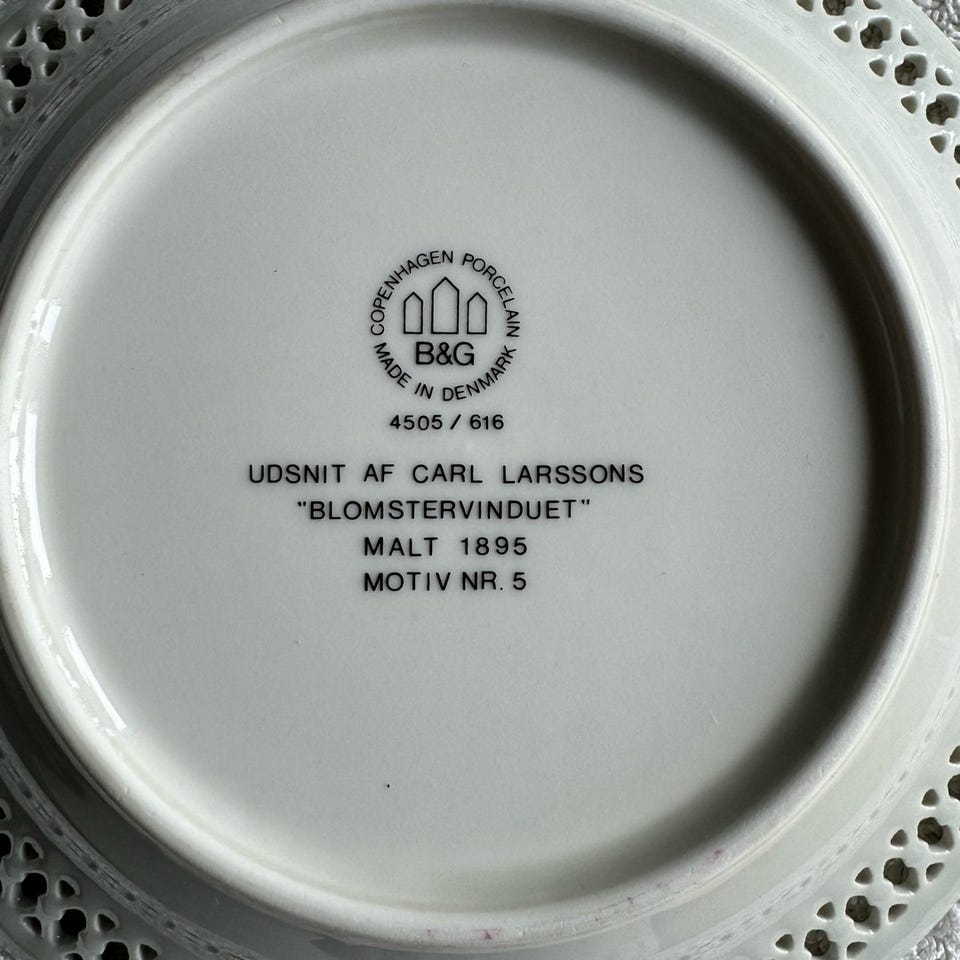 COPENHAGEN PORCELAIN
B&G
MADE IN DENMARK
4505 / 616
UDSNIT AF CARL LARSSONS
"BLOMSTERVINDUET"
MALT 1895
MOTIV NR. 5